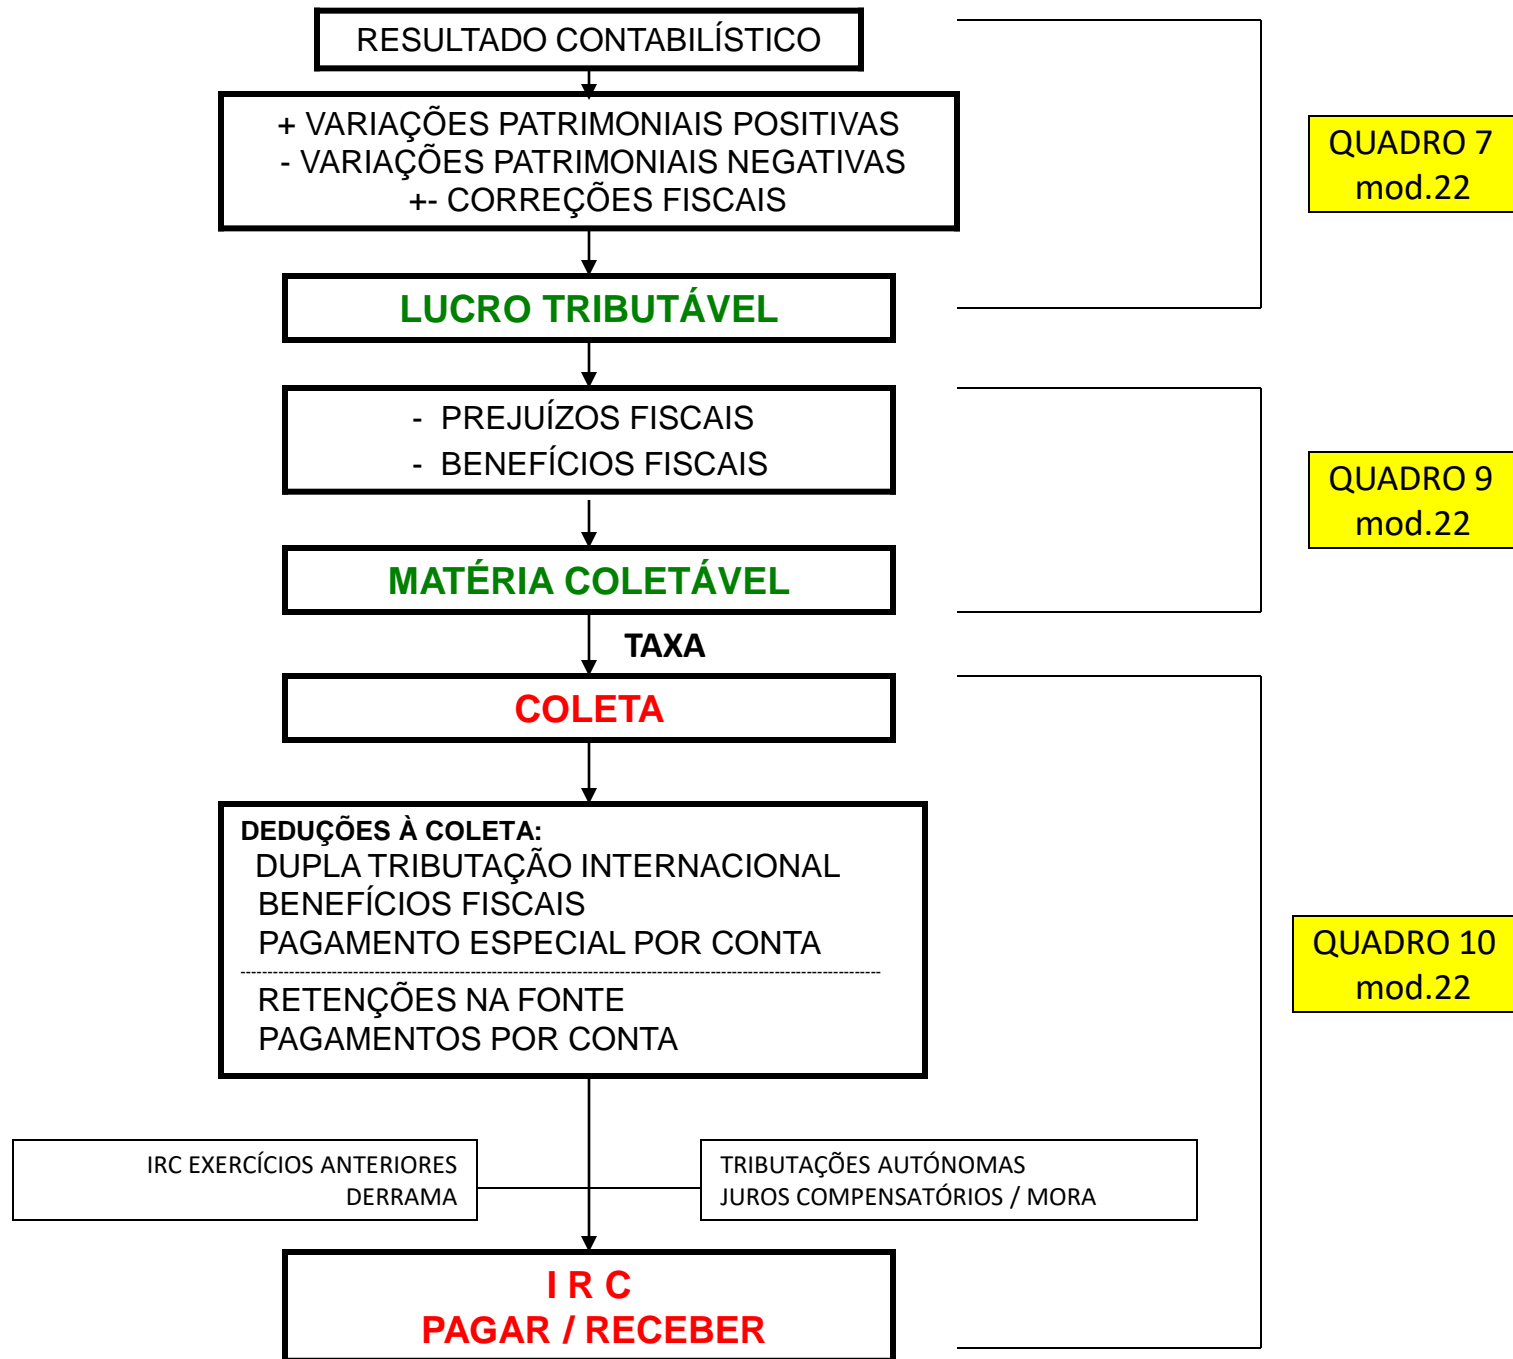 RESULTADO CONTABILÍSTICO
+ VARIAÇÕES PATRIMONIAIS POSITIVAS
- VARIAÇÕES PATRIMONIAIS NEGATIVAS
+- CORREÇÕES FISCAIS
QUADRO 7
mod.22
LUCRO TRIBUTÁVEL
- PREJUÍZOS FISCAIS
- BENEFÍCIOS FISCAIS
QUADRO 9
mod.22
MATÉRIA COLETÁVEL
TAXA
COLETA
DEDUÇÕES À COLETA:
DUPLA TRIBUTAÇÃO INTERNACIONAL
BENEFÍCIOS FISCAIS
PAGAMENTO ESPECIAL POR CONTA
RETENÇÕES NA FONTE
PAGAMENTOS POR CONTA
QUADRO 10
mod.22
IRC EXERCÍCIOS ANTERIORES
DERRAMA
TRIBUTAÇÕES AUTÓNOMAS
JUROS COMPENSATÓRIOS / MORA
I R C
PAGAR / RECEBER